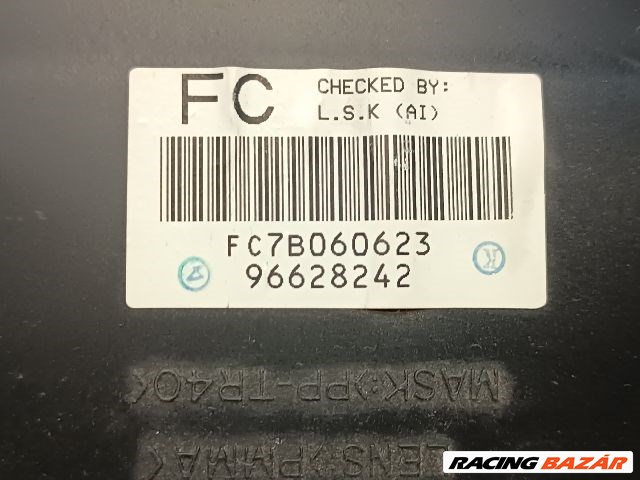 FC
CHECKED BY:
L.S.K (AI)
FC7B060623
96628242
K
MASK:>PP-TR40<
LENS:>PMMA<
RACING BAZÁR